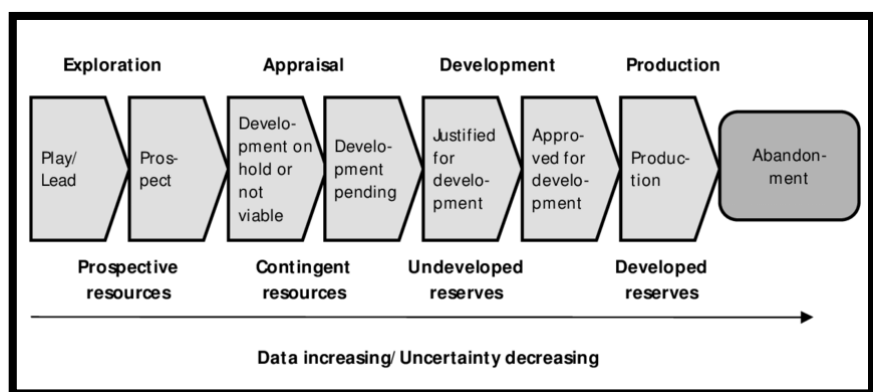 Exploration
Appraisal
Development
Production
Play/
Lead
Pros-
pect
Develo-
pment on
hold or
not
viable
Develo-
pment
pending
Justified
for
develo-
pment
Approved
for
develo-
pment
Produc-
tion
Abandon-
ment
Prospective
resources
Contingent
resources
Undeveloped
reserves
Developed
reserves
Data increasing/ Uncertainty decreasing